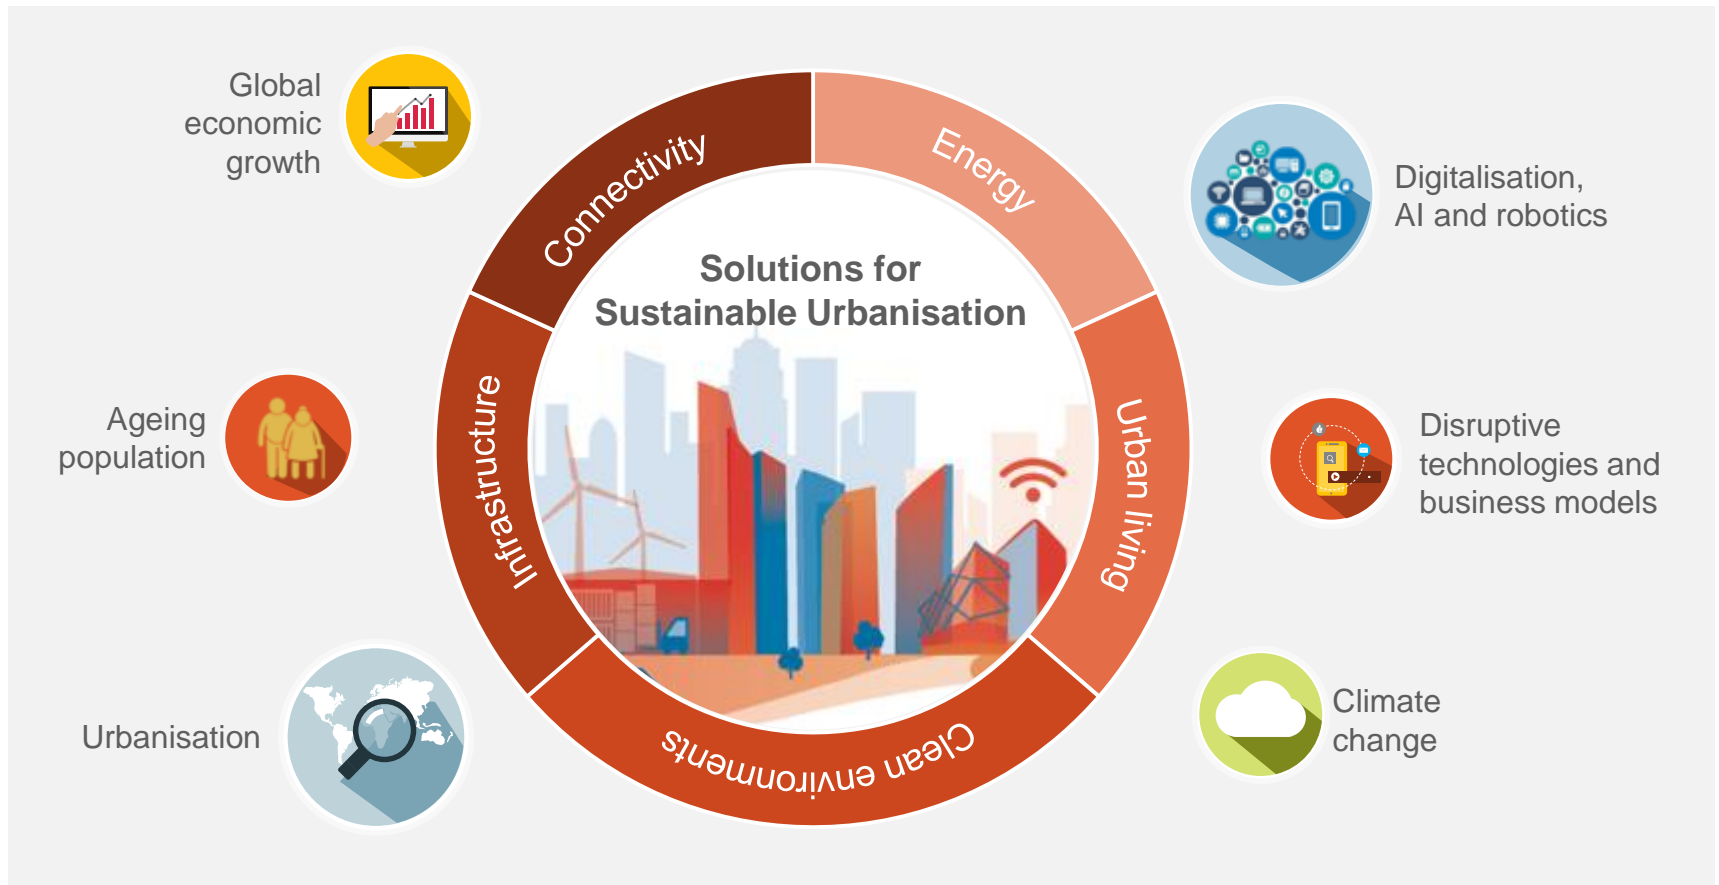 Global
economic
growth
Ageing
population
Urbanisation
Connectivity
Energy
Infrastructure
Urban living
Clean environments
Solutions for
Sustainable Urbanisation
Digitalisation,
AI and robotics
Disruptive
technologies and
business models
Climate
change